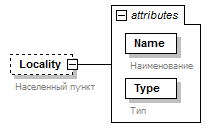 attributes
Name
Наименование
Locality
Населенный пункт
Type
Тип